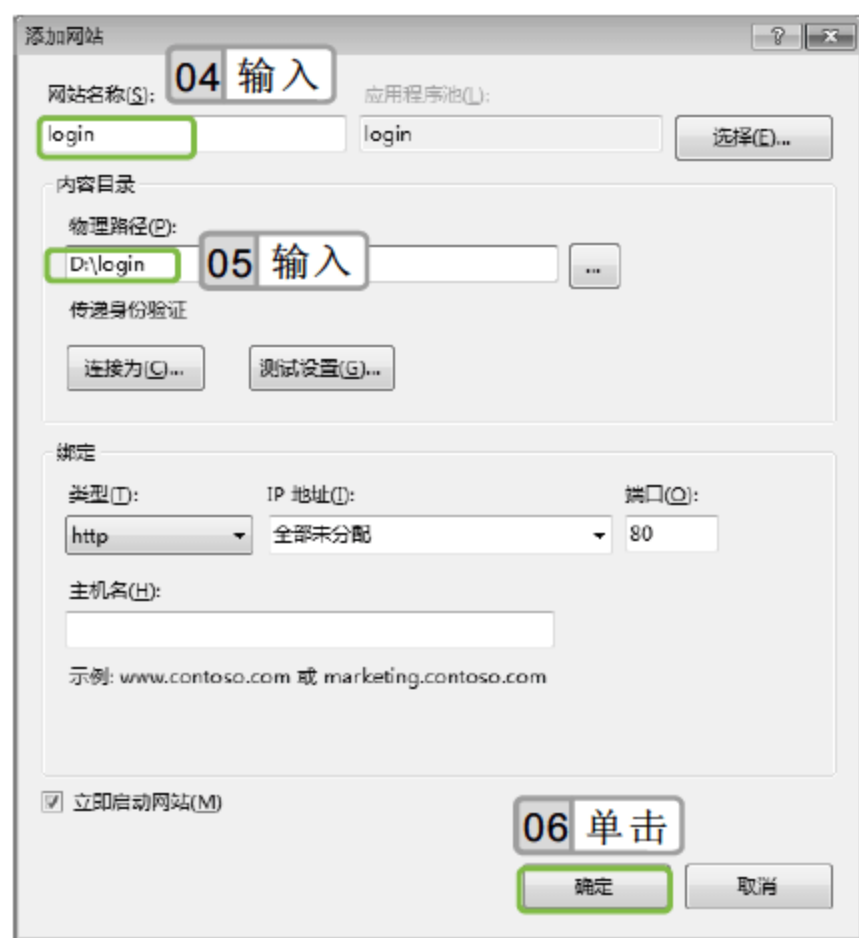 添加网站
04 输入
网站名称(S):
应用程序池(L):
login
login
选择(E)...
内容目录
物理路径(P):
D:\login
05 输入
...
传递身份验证
连接为(C)...
测试设置(G)...
绑定
类型(T):
IP 地址(I):
端口(O):
http
全部未分配
80
主机名(H):
示例: www.contoso.com 或 marketing.contoso.com
立即启动网站(M)
06 单击
确定
取消